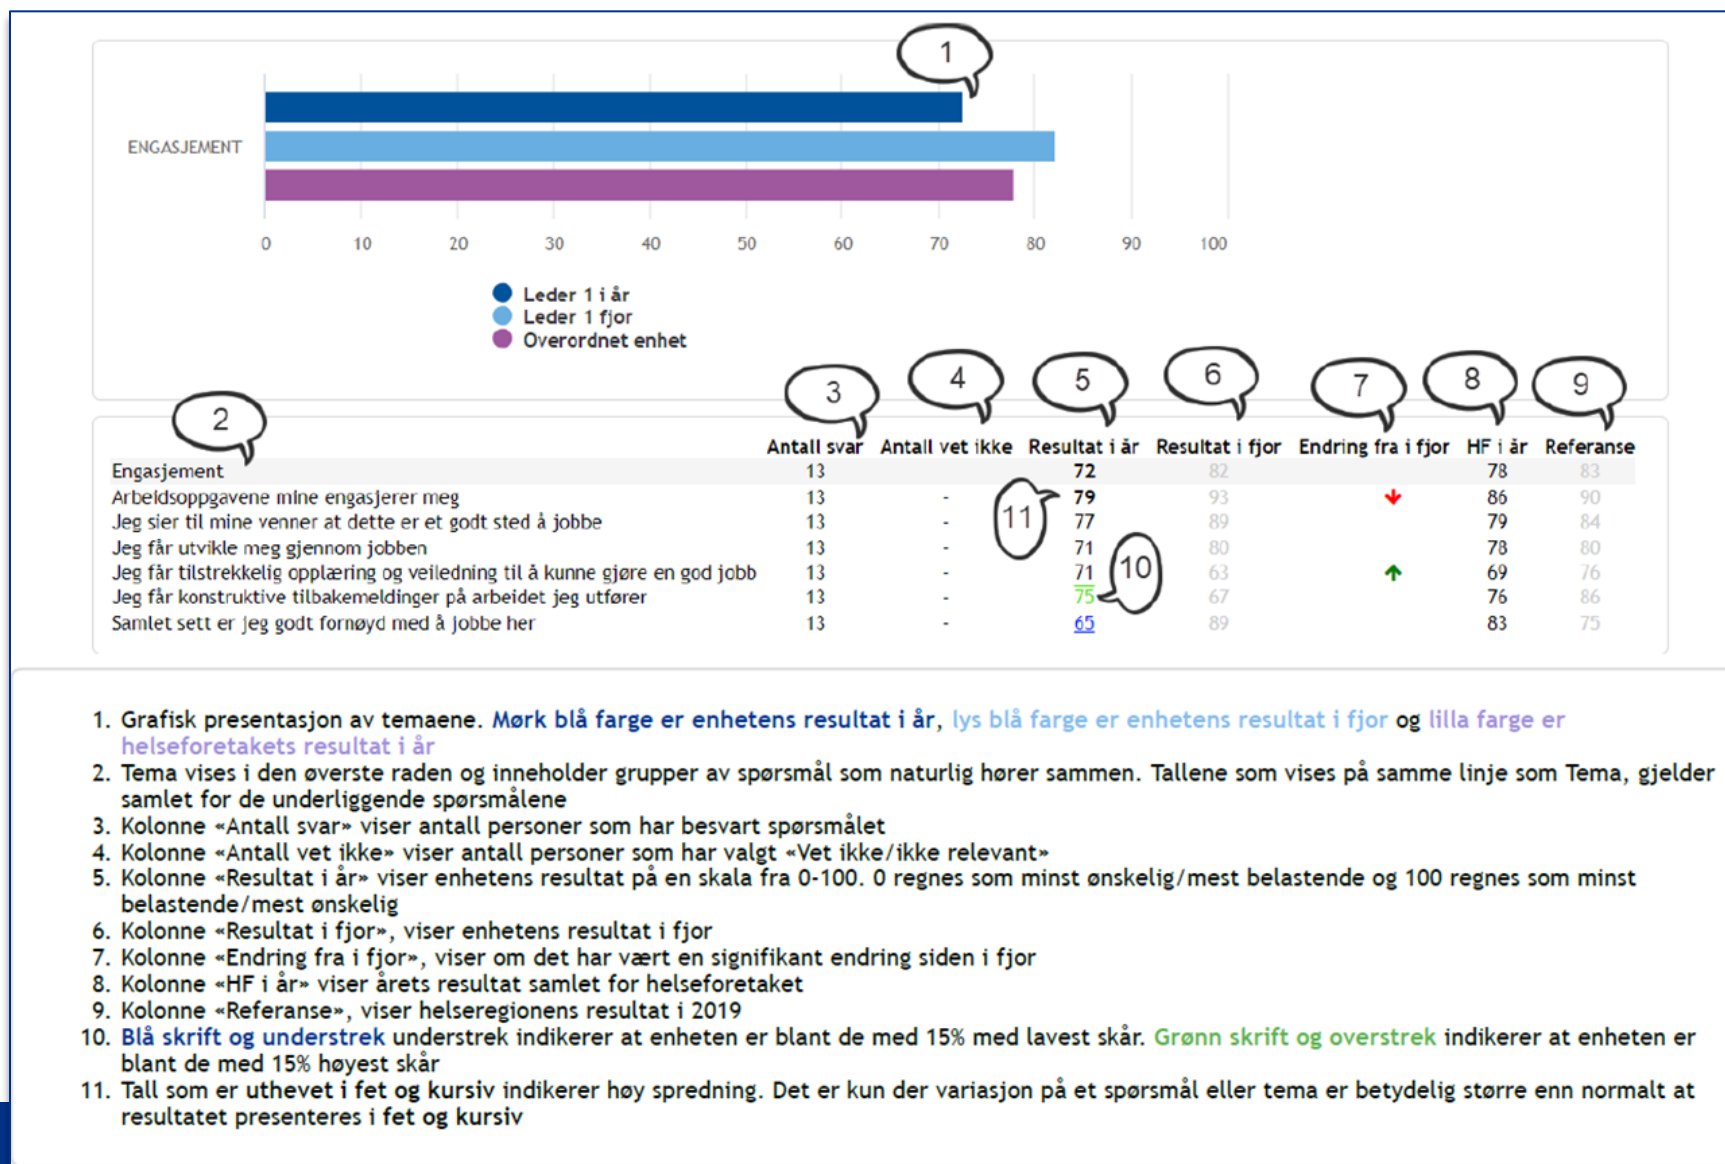 1
ENGASJEMENT
0 10 20 30 40 50 60 70 80 90 100
Leder 1 i år
Leder 1 fjor
Overordnet enhet
2 3 4 5 6 7 8 9
Antall svar Antall vet ikke Resultat i år Resultat i fjor Endring fra i fjor HF i år Referanse
Engasjement 13 72 82 78 83
Arbeidsoppgavene mine engasjerer meg 13 - 79 93 86 90
Jeg sier til mine venner at dette er et godt sted å jobbe 13 - 11 77 89 79 84
Jeg får utvikle meg gjennom jobben 13 - 71 80 78 80
Jeg får tilstrekkelig opplæring og veiledning til å kunne gjøre en god jobb 13 - 71 10 63 69 76
Jeg får konstruktive tilbakemeldinger på arbeidet jeg utfører 13 - 75 67 76 86
Samlet sett er jeg godt fornøyd med å jobbe her 13 - 65 89 83 75
1. Grafisk presentasjon av temaene. Mørk blå farge er enhetens resultat i år, lys blå farge er enhetens resultat i fjor og lilla farge er
helseforetakets resultat i år
2. Tema vises i den øverste raden og inneholder grupper av spørsmål som naturlig hører sammen. Tallene som vises på samme linje som Tema, gjelder
samlet for de underliggende spørsmålene
3. Kolonne «Antall svar» viser antall personer som har besvart spørsmålet
4. Kolonne «Antall vet ikke» viser antall personer som har valgt «Vet ikke/ikke relevant»
5. Kolonne «Resultat i år» viser enhetens resultat på en skala fra 0-100. 0 regnes som minst ønskelig/mest belastende og 100 regnes som minst
belastende/mest ønskelig
6. Kolonne «Resultat i fjor», viser enhetens resultat i fjor
7. Kolonne «Endring fra i fjor», viser om det har vært en signifikant endring siden i fjor
8. Kolonne «HF i år» viser årets resultat samlet for helseforetaket
9. Kolonne «Referanse», viser helseregionens resultat i 2019
10. Blå skrift og understrek understrek indikerer at enheten er blant de med 15% med lavest skår. Grønn skrift og overstrek indikerer at enheten er
blant de med 15% høyest skår
11. Tall som er uthevet i fet og kursiv indikerer høy spredning. Det er kun der variasjon på et spørsmål eller tema er betydelig større enn normalt at
resultatet presenteres i fet og kursiv